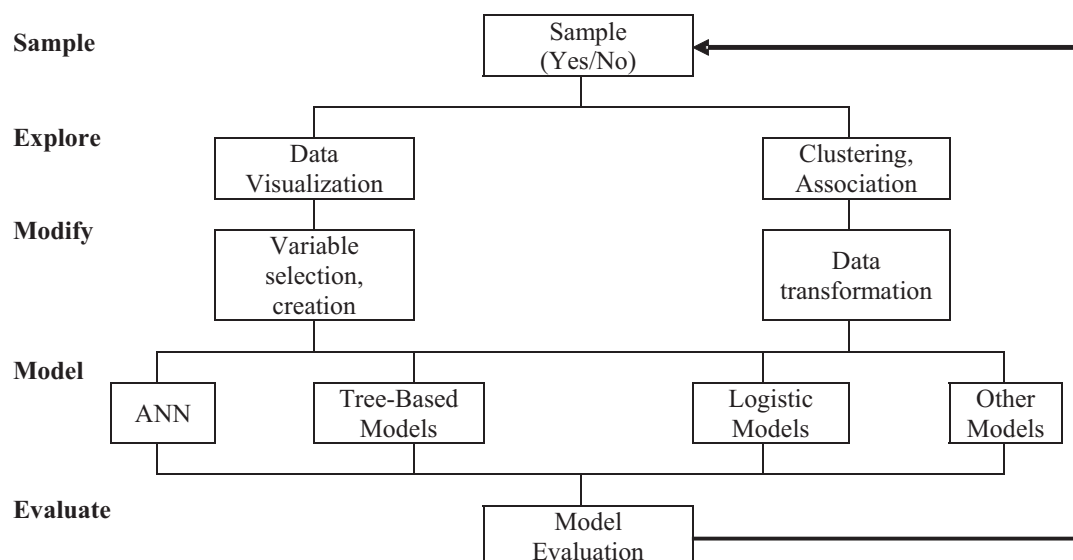 Sample
Sample
(Yes/No)
Explore
Data
Visualization
Clustering,
Association
Modify
Variable
selection,
creation
Data
transformation
Model
ANN
Tree-Based
Models
Logistic
Models
Other
Models
Evaluate
Model
Evaluation